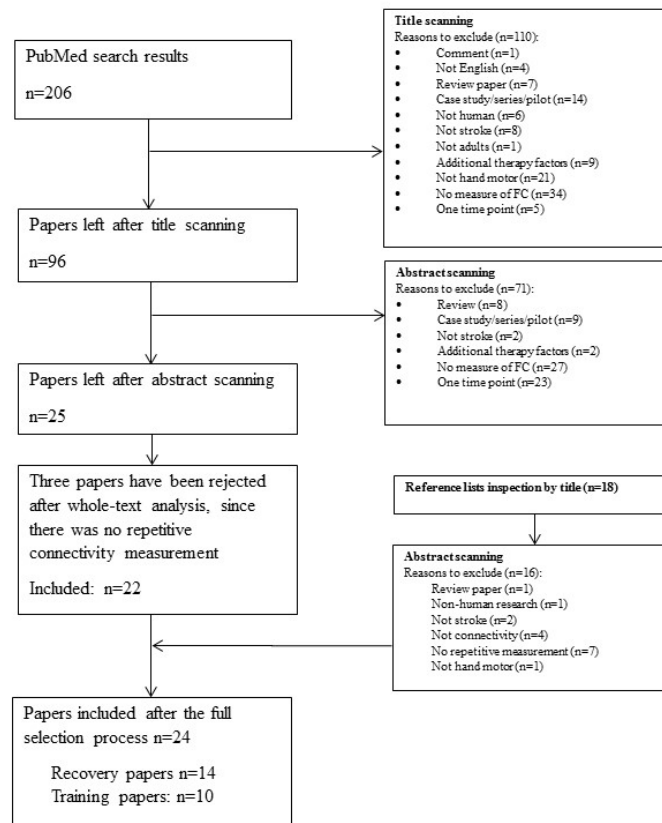 PubMed search results
n=206
Title scanning
Reasons to exclude (n=110):
• Comment (n=1)
• Not English (n=4)
• Review paper (n=7)
• Case study/series/pilot (n=14)
• Not human (n=6)
• Not stroke (n=8)
• Not adults (n=1)
• Additional therapy factors (n=9)
• Not hand motor (n=21)
• No measure of FC (n=34)
• One time point (n=5)
Papers left after title scanning
n=96
Abstract scanning
Reasons to exclude (n=71):
• Review (n=8)
• Case study/series/pilot (n=9)
• Not stroke (n=2)
• Additional therapy factors (n=2)
• No measure of FC (n=27)
• One time point (n=23)
Papers left after abstract scanning
n=25
Three papers have been rejected
after whole-text analysis, since
there was no repetitive
connectivity measurement
Included: n=22
Reference lists inspection by title (n=18)
Abstract scanning
Reasons to exclude (n=16):
Review paper (n=1)
Non-human research (n=1)
Not stroke (n=2)
Not connectivity (n=4)
No repetitive measurement (n=7)
Not hand motor (n=1)
Papers included after the full
selection process n=24
Recovery papers n=14
Training papers: n=10